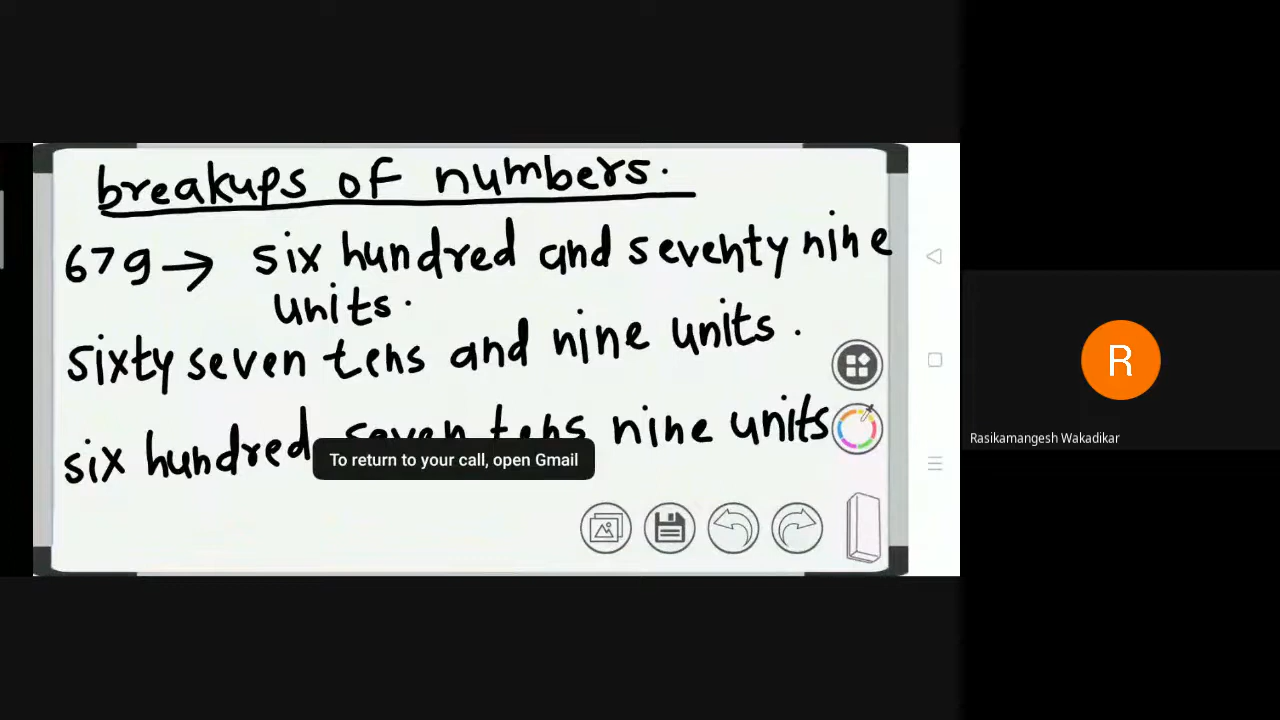 breakups of numbers.
679 → six hundred and seventy nine
units.
sixty seven tens and nine units.
six hundred seven tens nine units
To return to your call, open Gmail
R
Rasikamangesh Wakadikar